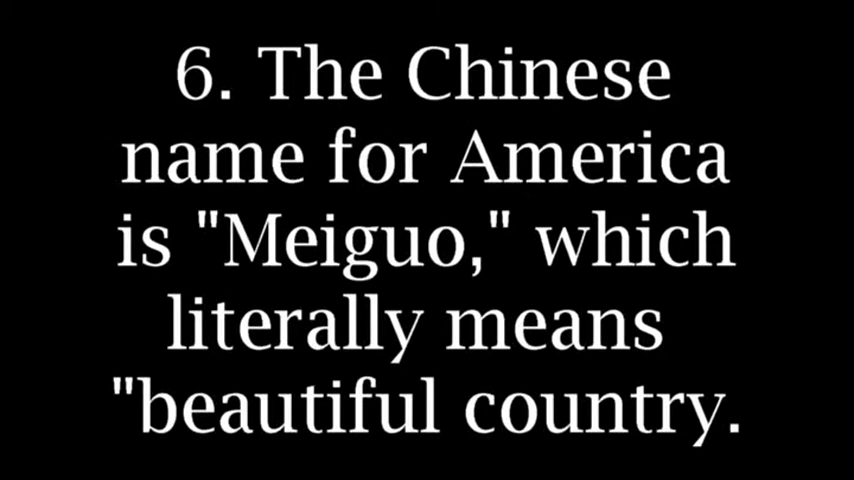 6. The Chinese
name for America
is "Meiguo," which
literally means
"beautiful country.